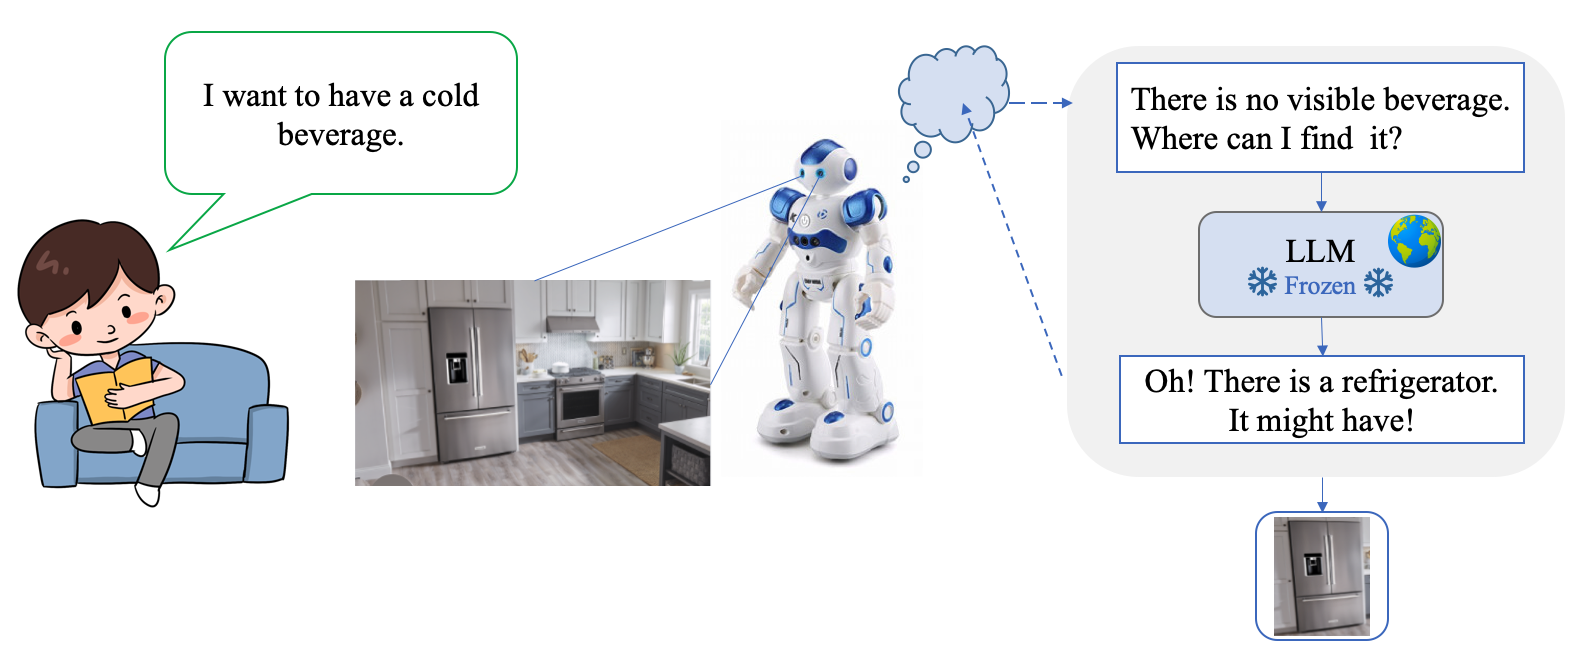 I want to have a cold
beverage.
There is no visible beverage.
Where can I find it?
LLM
Frozen
Oh! There is a refrigerator.
It might have!